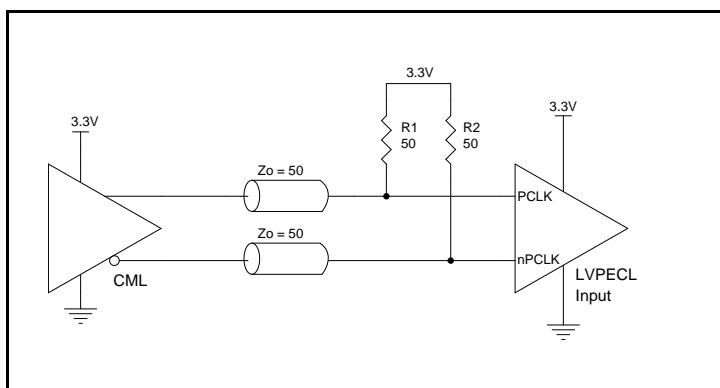 3.3V
3.3V
3.3V
R1
50
R2
50
Zo = 50
Zo = 50
PCLK
nPCLK
CML
LVPECL
Input